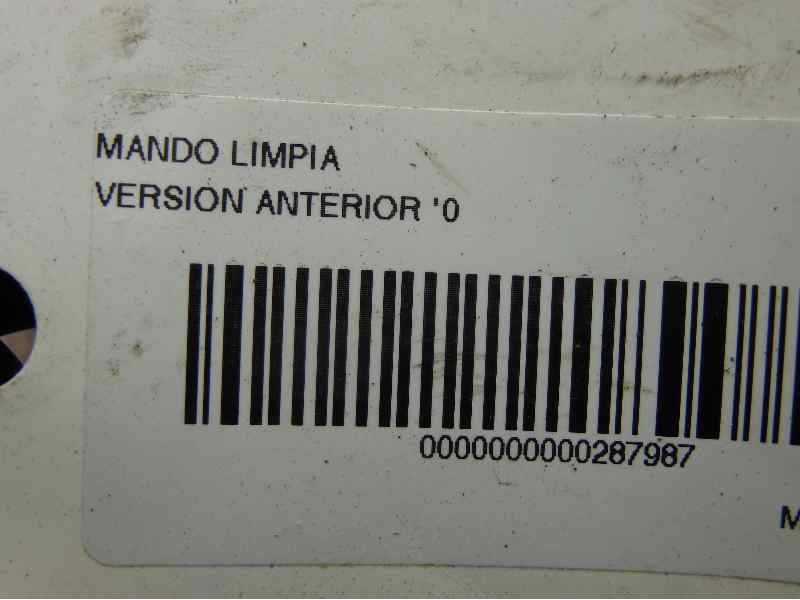 MANDO LIMPIA
VERSION ANTERIOR '0
0000000000287987
M